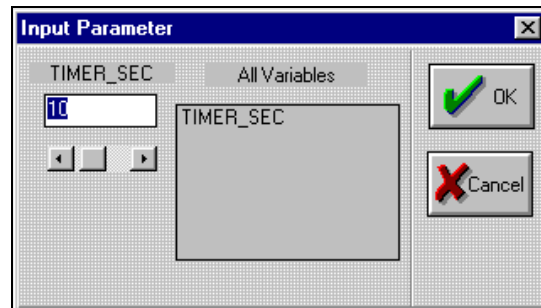 Input Parameter
TIMER_SEC
All Variables
10
TIMER_SEC
OK
Cancel